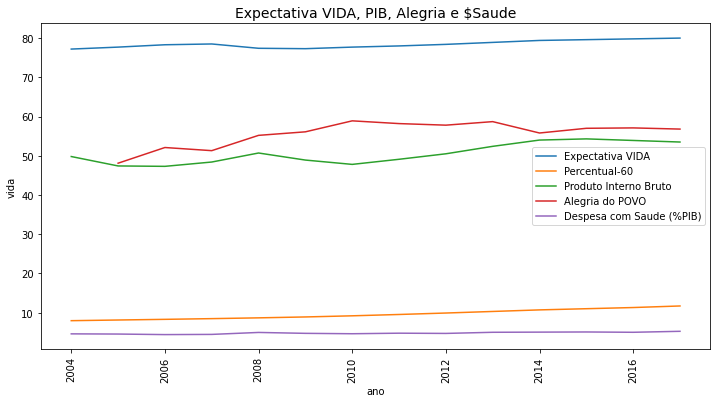 Expectativa VIDA, PIB, Alegria e $Saude
80
70
60
50
40
30
20
10
vida
Expectativa VIDA
Percentual-60
Produto Interno Bruto
Alegria do POVO
Despesa com Saude (%PIB)
2004
2006
2008
2010
2012
2014
2016
ano